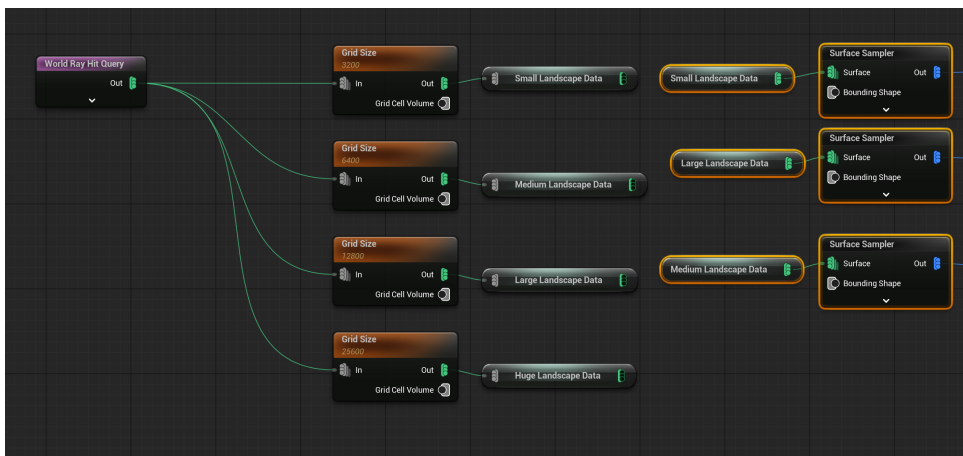 World Ray Hit Query
Out
Grid Size
3200
In
Out
Grid Cell Volume
Small Landscape Data
Grid Size
6400
In
Out
Grid Cell Volume
Medium Landscape Data
Grid Size
12800
In
Out
Grid Cell Volume
Large Landscape Data
Grid Size
25600
In
Out
Grid Cell Volume
Huge Landscape Data
Small Landscape Data
Surface Sampler
Surface
Out
Bounding Shape
Large Landscape Data
Surface Sampler
Surface
Out
Bounding Shape
Medium Landscape Data
Surface Sampler
Surface
Out
Bounding Shape